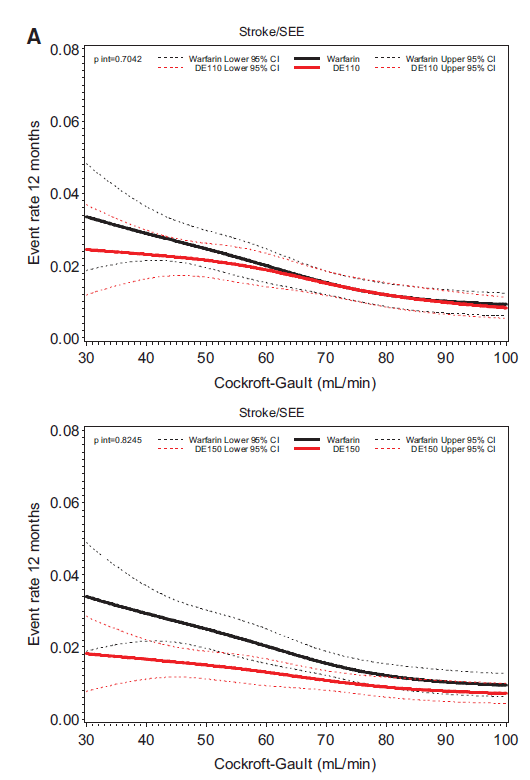 A
Stroke/SEE
0.08
p int=0.7042
Warfarin Lower 95% CI
Warfarin
Warfarin Upper 95% CI
DE110 Lower 95% CI
DE110
DE110 Upper 95% CI
0.06
0.04
0.02
0.00
Event rate 12 months
30 40 50 60 70 80 90 100
Cockroft-Gault (mL/min)
Stroke/SEE
0.08
p int=0.8245
Warfarin Lower 95% CI
Warfarin
Warfarin Upper 95% CI
DE150 Lower 95% CI
DE150
DE150 Upper 95% CI
0.06
0.04
0.02
0.00
Event rate 12 months
30 40 50 60 70 80 90 100
Cockroft-Gault (mL/min)